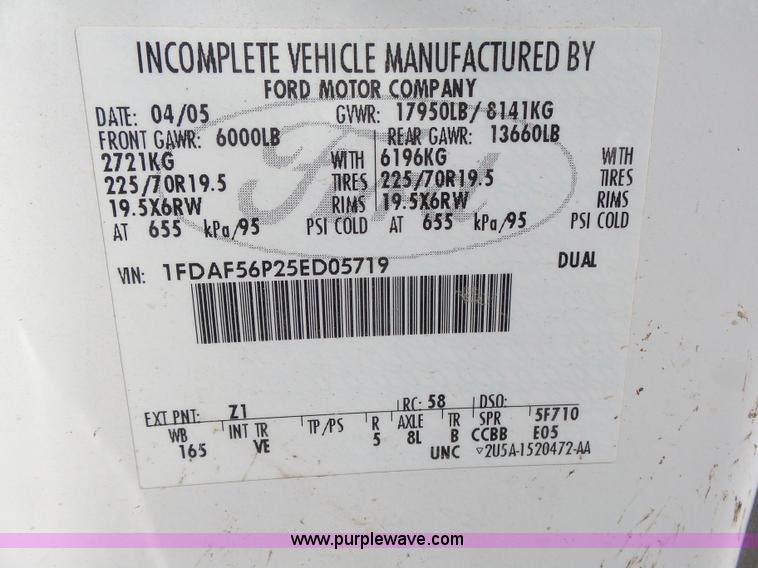 INCOMPLETE VEHICLE MANUFACTURED BY
FORD MOTOR COMPANY
DATE: 04/05 GVWR: 17950LB/ 8141KG
FRONT GAWR: 6000LB REAR GAWR: 13660LB
2721KG WITH 6196KG WITH
225/70R19.5 TIRES 225/70R19.5 TIRES
19.5X6RW RIMS 19.5X6RW RIMS
AT 655 kPa/95 PSI COLD AT 655 kPa/95 PSI COLD
VIN: 1FDAF56P25ED05719 DUAL
EXT PNT: Z1 RC: 58 DSO:
WB INT TR TP/PS R AXLE TR SPR 5F710
165 VE 5 8L B CCBB E05
UNC ▽2U5A-1520472-AA
Ford
www.purplewave.com